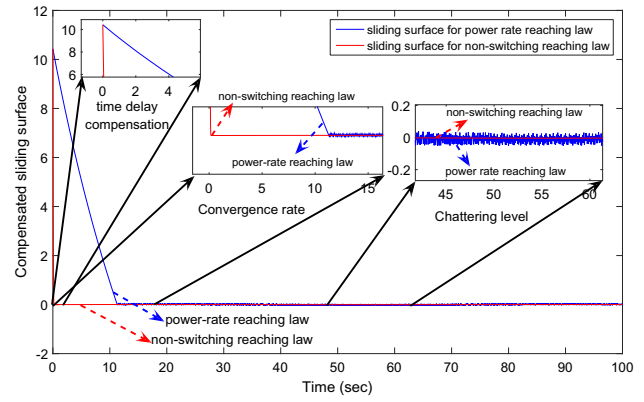 12
10
8
6
4
2
0
-2
Compensated sliding surface
0 10 20 30 40 50 60 70 80 90 100
Time (sec)
sliding surface for power rate reaching law
sliding surface for non-switching reaching law
10
8
6
0 2 4
time delay
compensation
non-switching reaching law
power-rate reaching law
0 5 10 15
Convergence rate
0.2
0
-0.2
non-switching reaching law
power rate reaching law
45 50 55 60
Chattering level
power-rate reaching law
non-switching reaching law